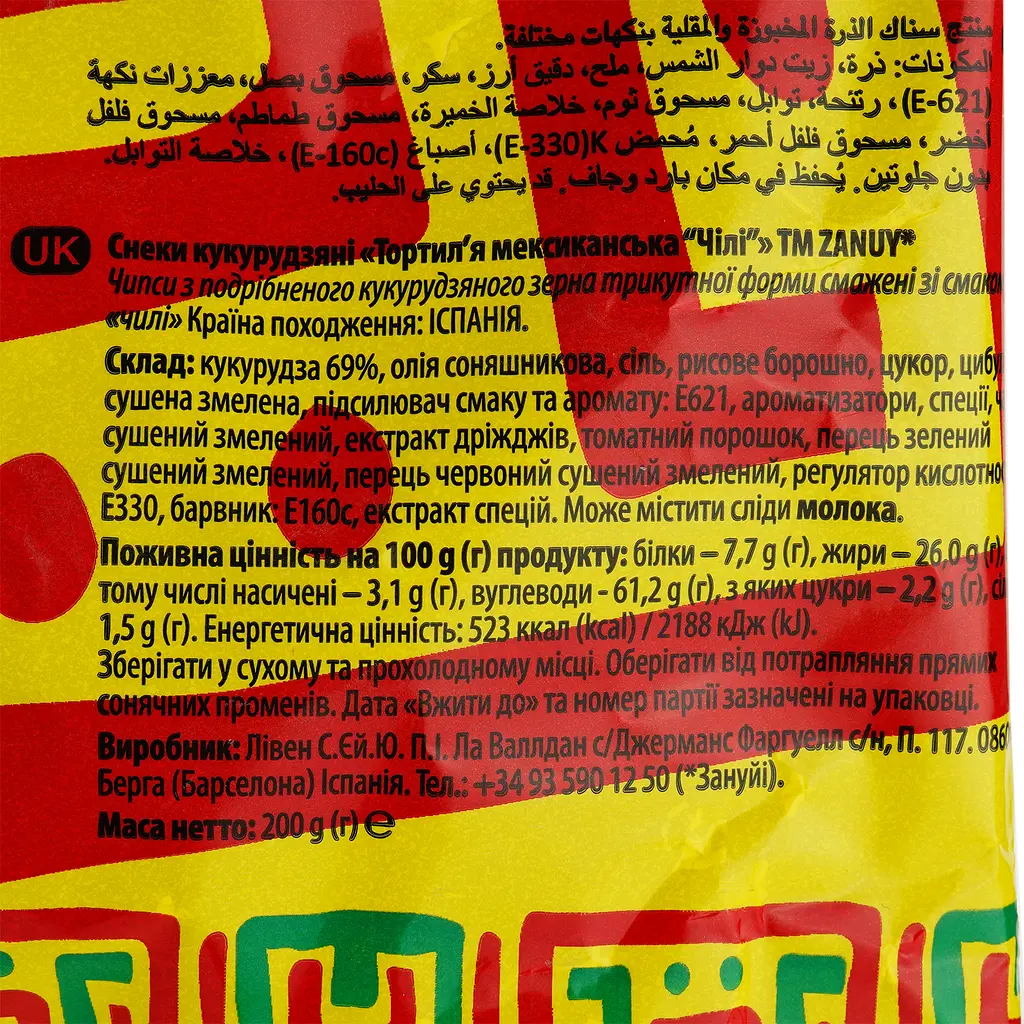 منتج سناك الذرة المخبوزة والمقلية بنكهات مختلفة.
المكونات: ذرة، زيت دوار الشمس، ملح، دقيق أرز، سكر، مسحوق بصل، معززات نكهة
(E-621)، رتنحة، توابل، مسحوق ثوم، خلاصة الخميرة، مسحوق طماطم، مسحوق فلفل
أخضر، مسحوق فلفل أحمر، مُحمض K(E-330)، أصباغ (E-160c)، خلاصة التوابل.
بدون جلوتين. يُحفظ في مكان بارد وجاف. قد يحتوي على الحليب.
UK Снеки кукурудзяні «Тортил’я мексиканська “Чілі”» ТМ ZANUY*
Чипси з подрібненого кукурудзяного зерна трикутної форми смажені зі смаком
«чилі» Країна походження: ІСПАНІЯ.
Склад: кукурудза 69%, олія соняшникова, сіль, рисове борошно, цукор,
сушена змелена, підсилювач смаку та аромату: E621, ароматизатори, спеції,
сушений змелений, екстракт дріжджів, томатний порошок, перець зелений
сушений змелений, перець червоний сушений змелений, регулятор
E330, барвник: E160c, екстракт спецій. Може містити сліди молока.
Поживна цінність на 100 g (г) продукту: білки – 7,7 g (г), жири – 26,0 g (г),
тому числі насичені – 3,1 g (г), вуглеводи - 61,2 g (г), з яких цукри – 2,2 g (г),
1,5 g (г). Енергетична цінність: 523 ккал (kcal) / 2188 кДж (kJ).
Зберігати у сухому та прохолодному місці. Оберігати від потрапляння прямих
сонячних променів. Дата «Вжити до» та номер партії зазначені на упаковці.
Виробник: Лівен С.Єй.Ю. П.І. Ла Валлдан с/Джерманс Фаргуелл с/н, П. 117.
Берга (Барселона) Іспанія. Тел.: +34 93 590 12 50 (*Зануйі).
Маса нетто: 200 g (г) ℮